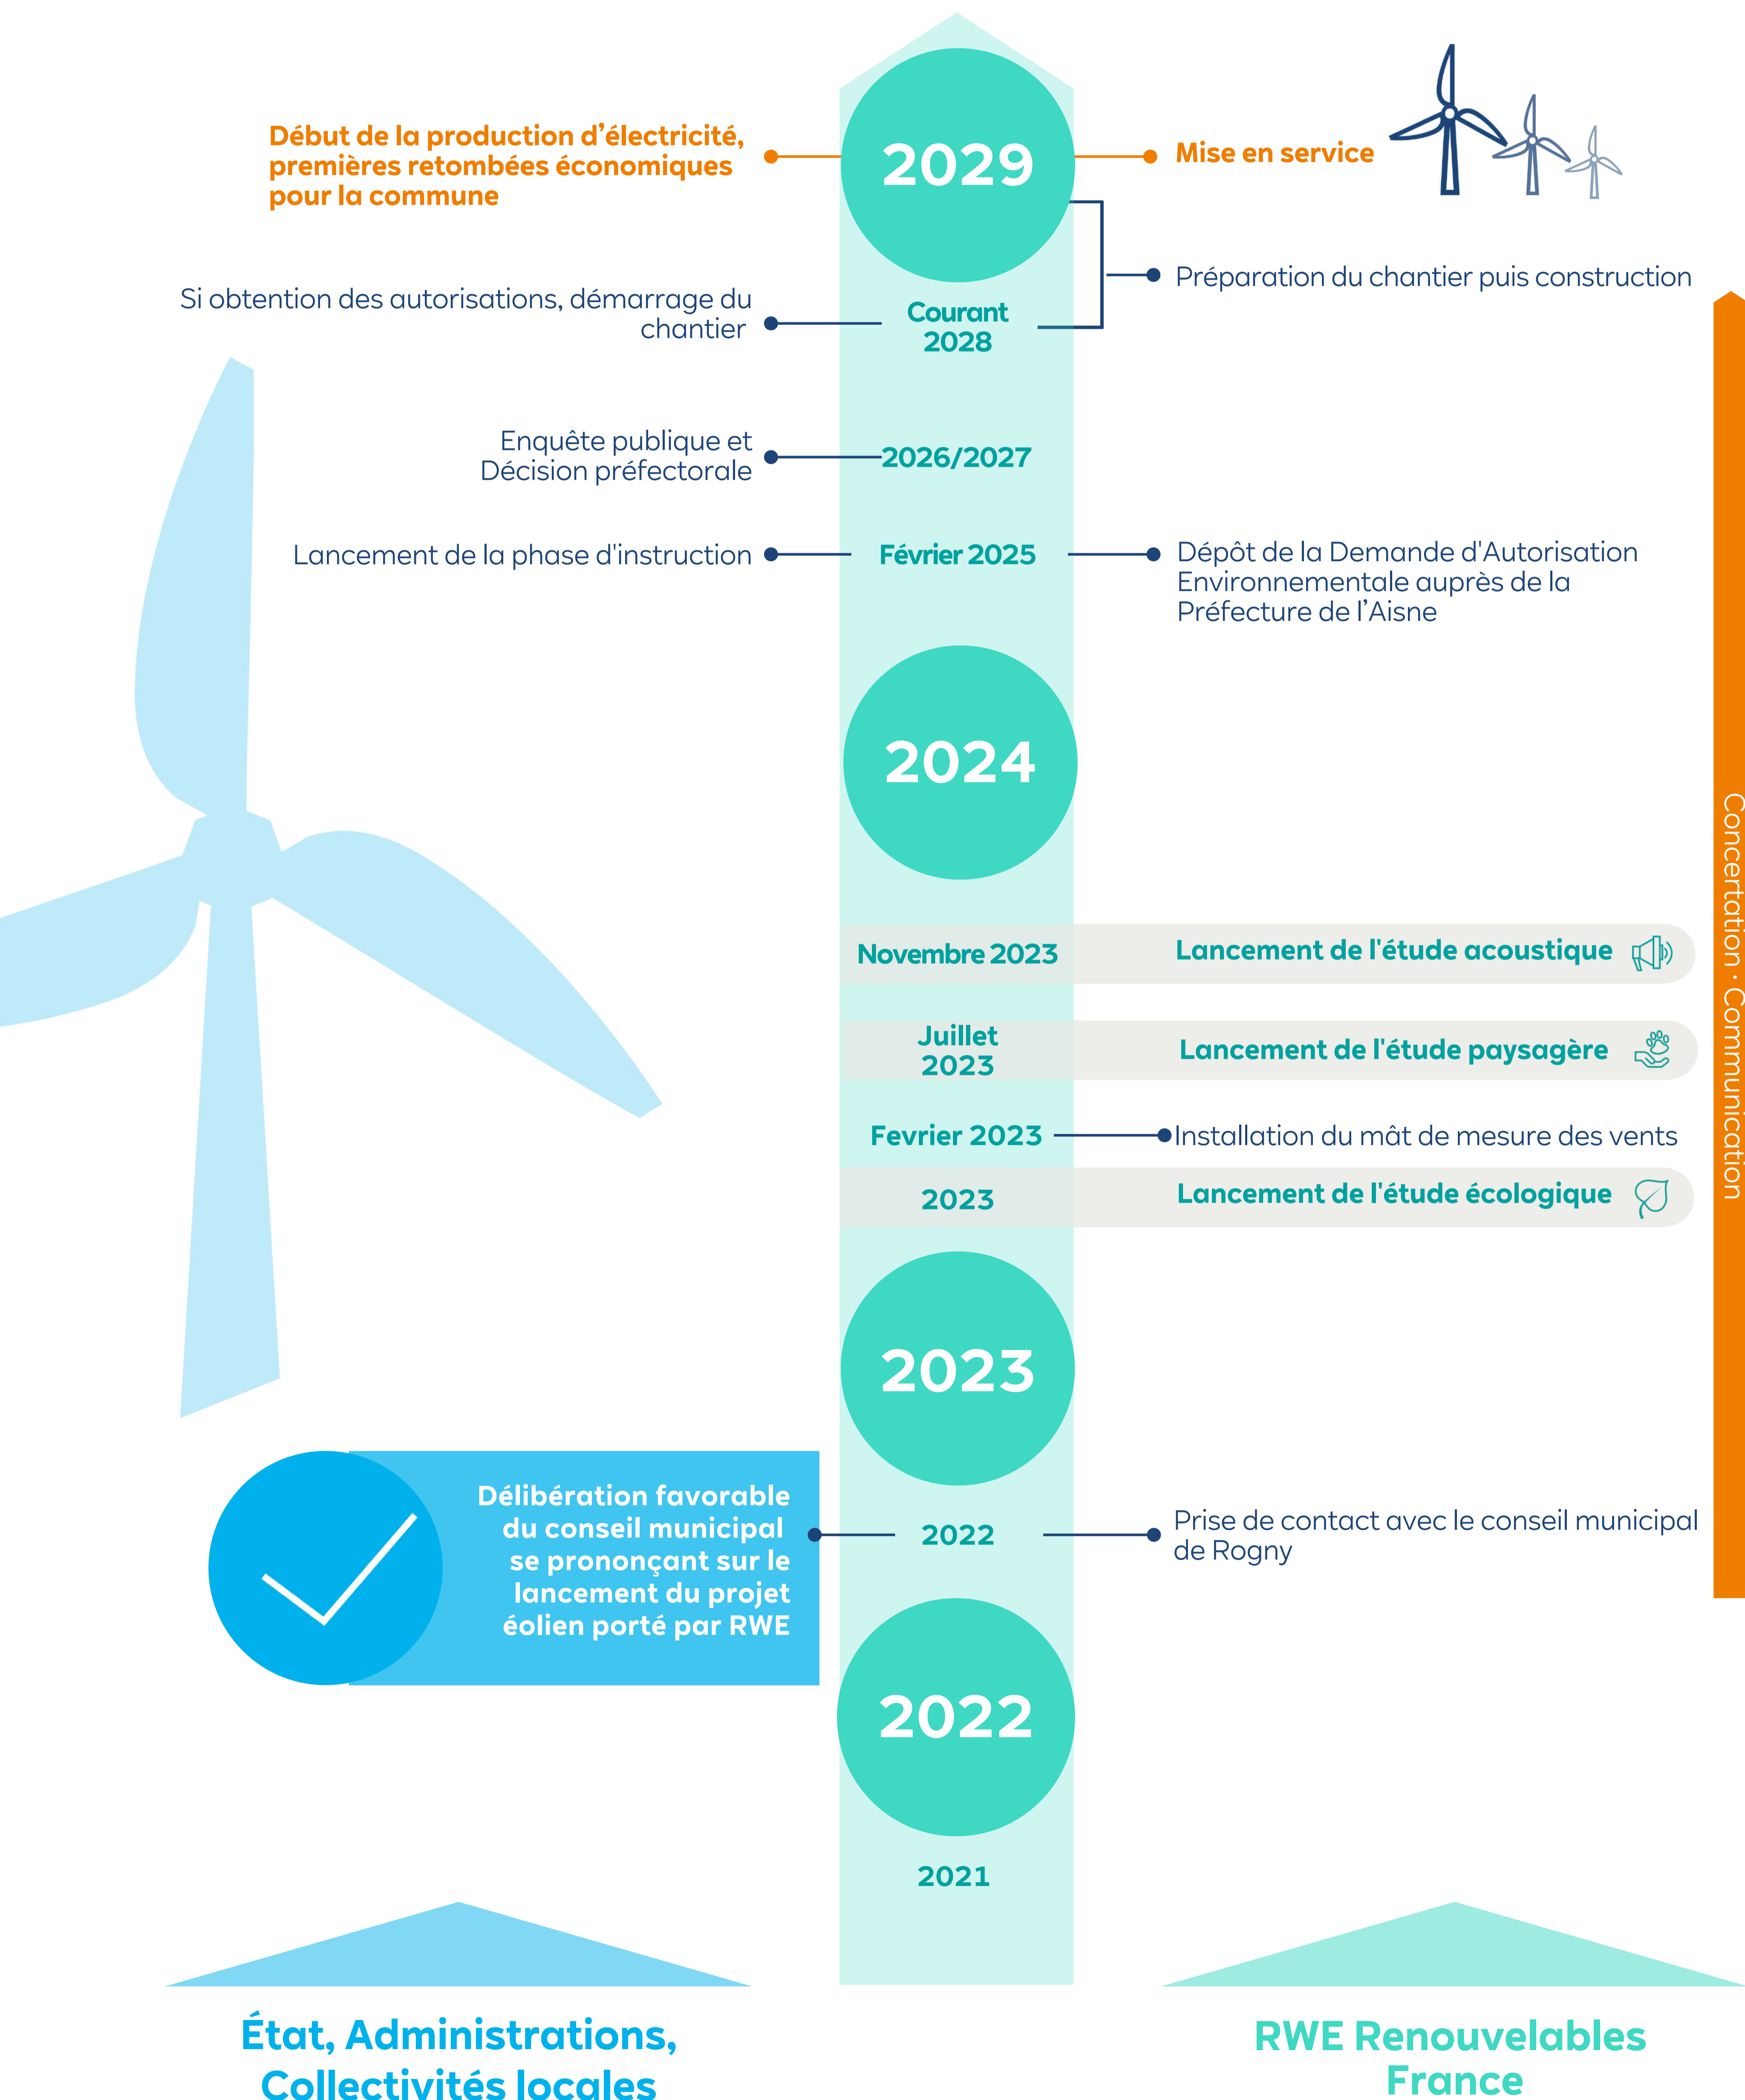 2029
Début de la production d’électricité,
premières retombées économiques
pour la commune
Mise en service
Préparation du chantier puis construction
Si obtention des autorisations, démarrage du
chantier
Courant
2028
Enquête publique et
Décision préfectorale
2026/2027
Lancement de la phase d'instruction
Février 2025
Dépôt de la Demande d'Autorisation
Environnementale auprès de la
Préfecture de l’Aisne
2024
Novembre 2023
Lancement de l'étude acoustique
Juillet
2023
Lancement de l'étude paysagère
Fevrier 2023
Installation du mât de mesure des vents
2023
Lancement de l'étude écologique
Concertation · Communication
2023
Délibération favorable
du conseil municipal
se prononçant sur le
lancement du projet
éolien porté par RWE
2022
Prise de contact avec le conseil municipal
de Rogny
2022
2021
État, Administrations,
Collectivités locales
RWE Renouvelables
France